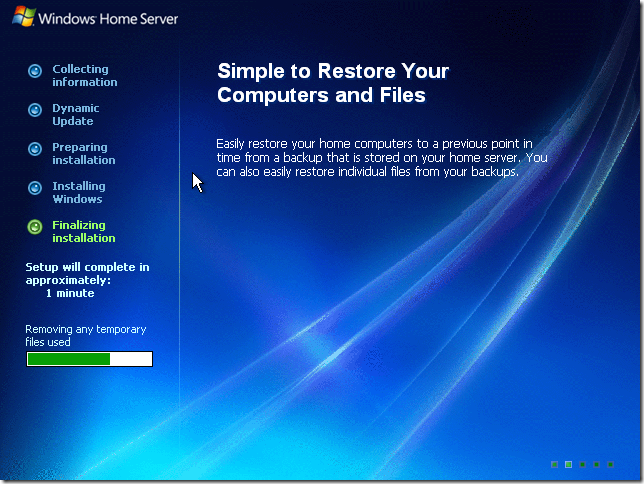 Windows Home Server
Collecting
information
Dynamic
Update
Preparing
installation
Installing
Windows
Finalizing
installation
Setup will complete in
approximately:
1 minute
Removing any temporary
files used
Simple to Restore Your
Computers and Files
Easily restore your home computers to a previous point in
time from a backup that is stored on your home server. You
can also easily restore individual files from your backups.